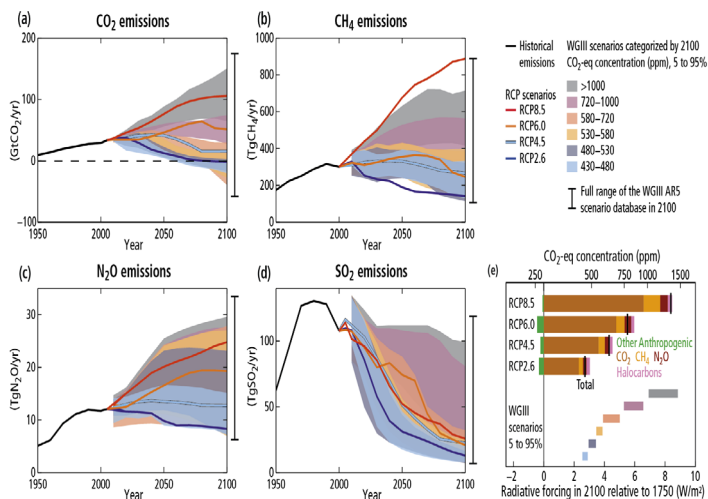 (a) CO2 emissions
(GtCO2/yr)
200
100
0
−100
1950 2000 2050 2100
Year
(b) CH4 emissions
(TgCH4/yr)
1000
800
600
400
200
0
1950 2000 2050 2100
Year
Historical emissions
RCP scenarios
RCP8.5
RCP6.0
RCP4.5
RCP2.6
WGIII scenarios categorized by 2100
CO2-eq concentration (ppm), 5 to 95%
>1000
720–1000
580–720
530–580
480–530
430–480
Full range of the WGIII AR5
scenario database in 2100
(c) N2O emissions
(TgN2O/yr)
30
20
10
0
1950 2000 2050 2100
Year
(d) SO2 emissions
(TgSO2/yr)
100
50
0
1950 2000 2050 2100
Year
(e)
CO2-eq concentration (ppm)
250 500 750 1000 1500
RCP8.5
RCP6.0
RCP4.5
RCP2.6
Other Anthropogenic
CO2 CH4 N2O
Halocarbons
Total
WGIII
scenarios
5 to 95%
−2 0 2 4 6 8 10
Radiative forcing in 2100 relative to 1750 (W/m2)